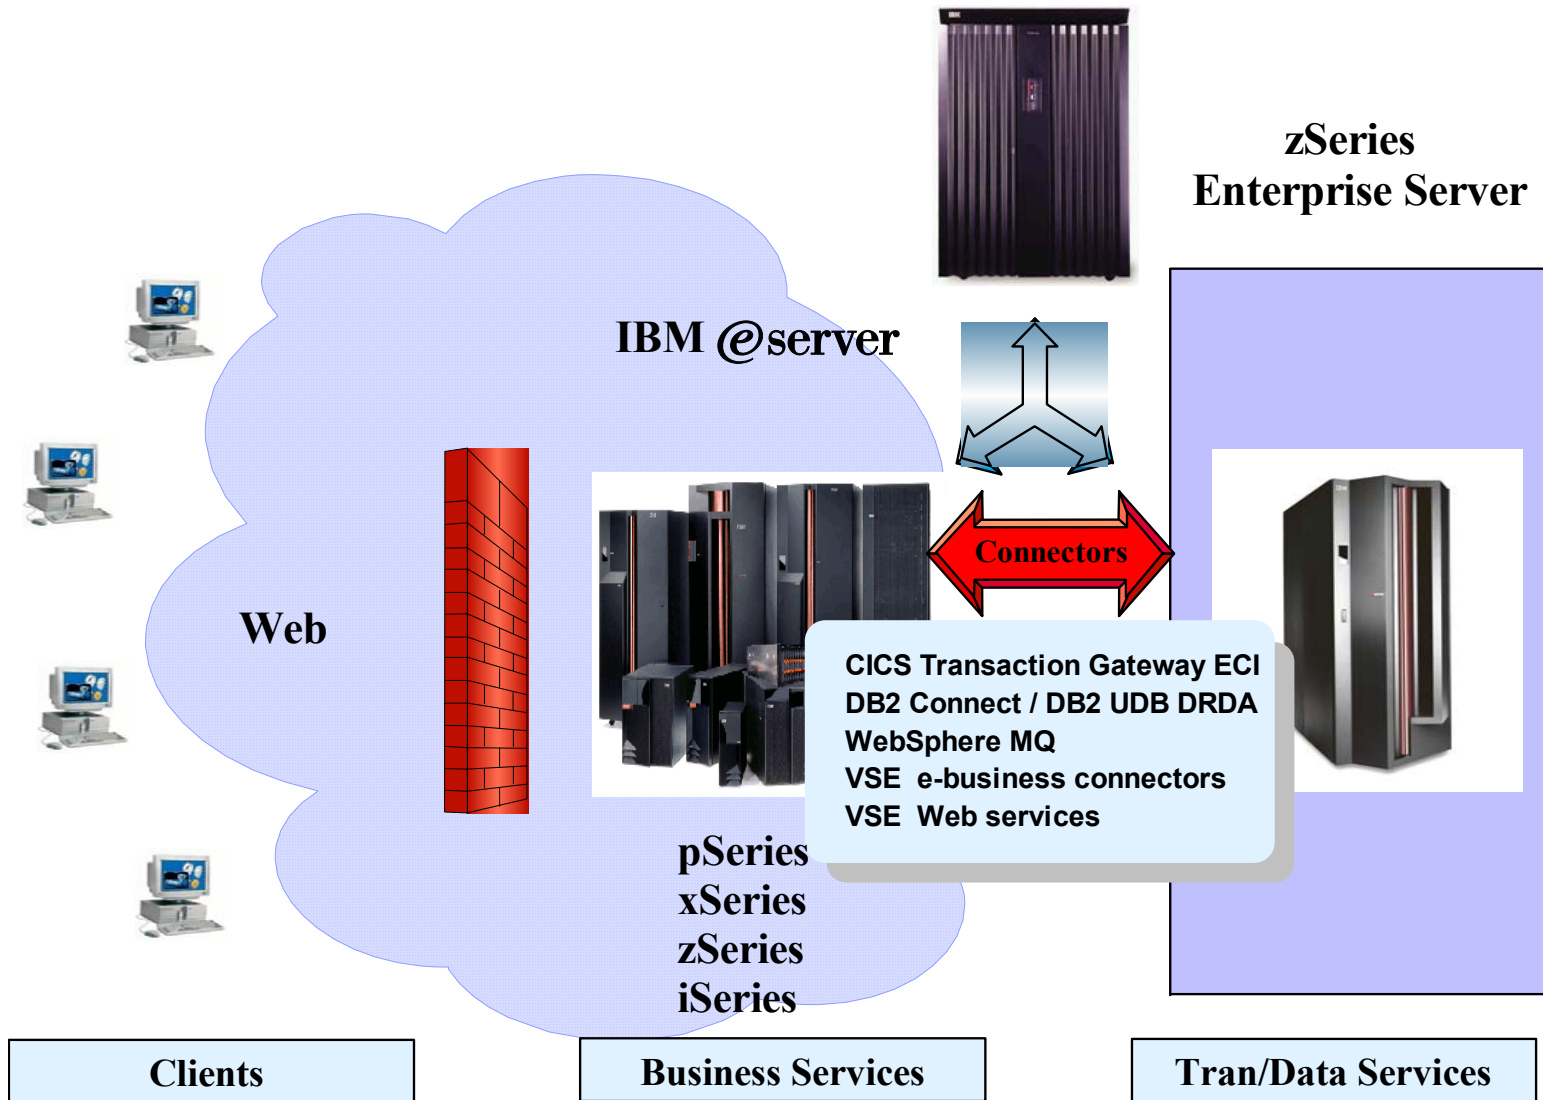 zSeries
Enterprise Server
IBM eserver
Connectors
Web
CICS Transaction Gateway ECI
DB2 Connect / DB2 UDB DRDA
WebSphere MQ
VSE e-business connectors
VSE Web services
pSeries
xSeries
zSeries
iSeries
Clients
Business Services
Tran/Data Services